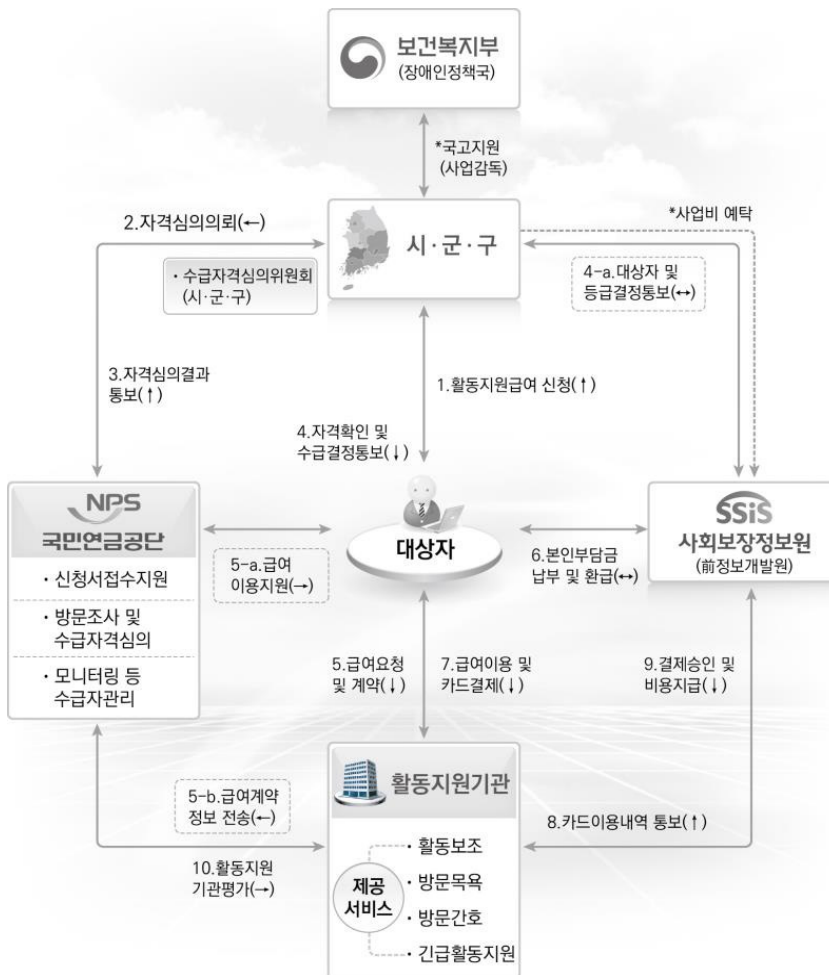 보건복지부
(장애인정책국)
*국고지원
(사업감독)
2.자격심의의뢰(←)
시·군·구
*사업비 예탁
· 수급자격심의위원회
(시·군·구)
4-a.대상자 및
등급결정통보(↔)
3.자격심의결과
통보(↑)
1.활동지원급여 신청(↑)
4.자격확인 및
수급결정통보(↓)
NPS
국민연금공단
· 신청서접수지원
· 방문조사 및
수급자격심의
· 모니터링 등
수급자관리
5-a.급여
이용지원(→)
대상자
6.본인부담금
납부 및 환급(↔)
SSiS
사회보장정보원
(前정보개발원)
5.급여요청
및 계약(↓)
7.급여이용 및
카드결제(↓)
9.결제승인 및
비용지급(↓)
5-b.급여계약
정보 전송(←)
10.활동지원
기관평가(→)
활동지원기관
8.카드이용내역 통보(↑)
제공
서비스
· 활동보조
· 방문목욕
· 방문간호
· 긴급활동지원